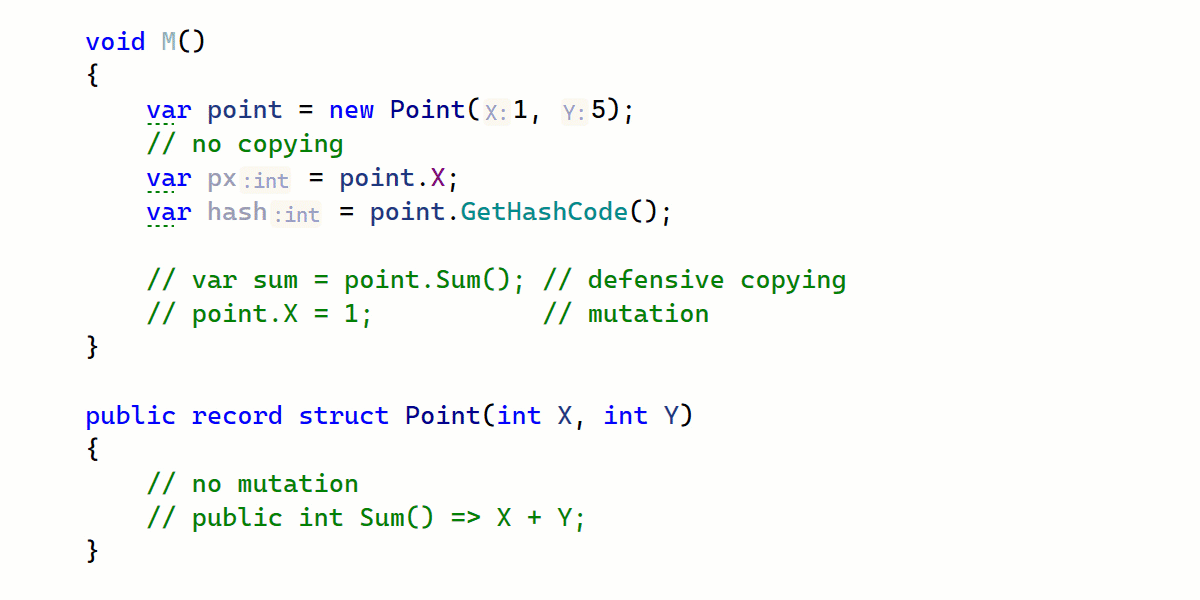 void M()
{
    var point = new Point(X:1, Y:5);
    // no copying
    var px:int = point.X;
    var hash:int = point.GetHashCode();

    // var sum = point.Sum(); // defensive copying
    // point.X = 1;           // mutation
}

public record struct Point(int X, int Y)
{
    // no mutation
    // public int Sum() => X + Y;
}